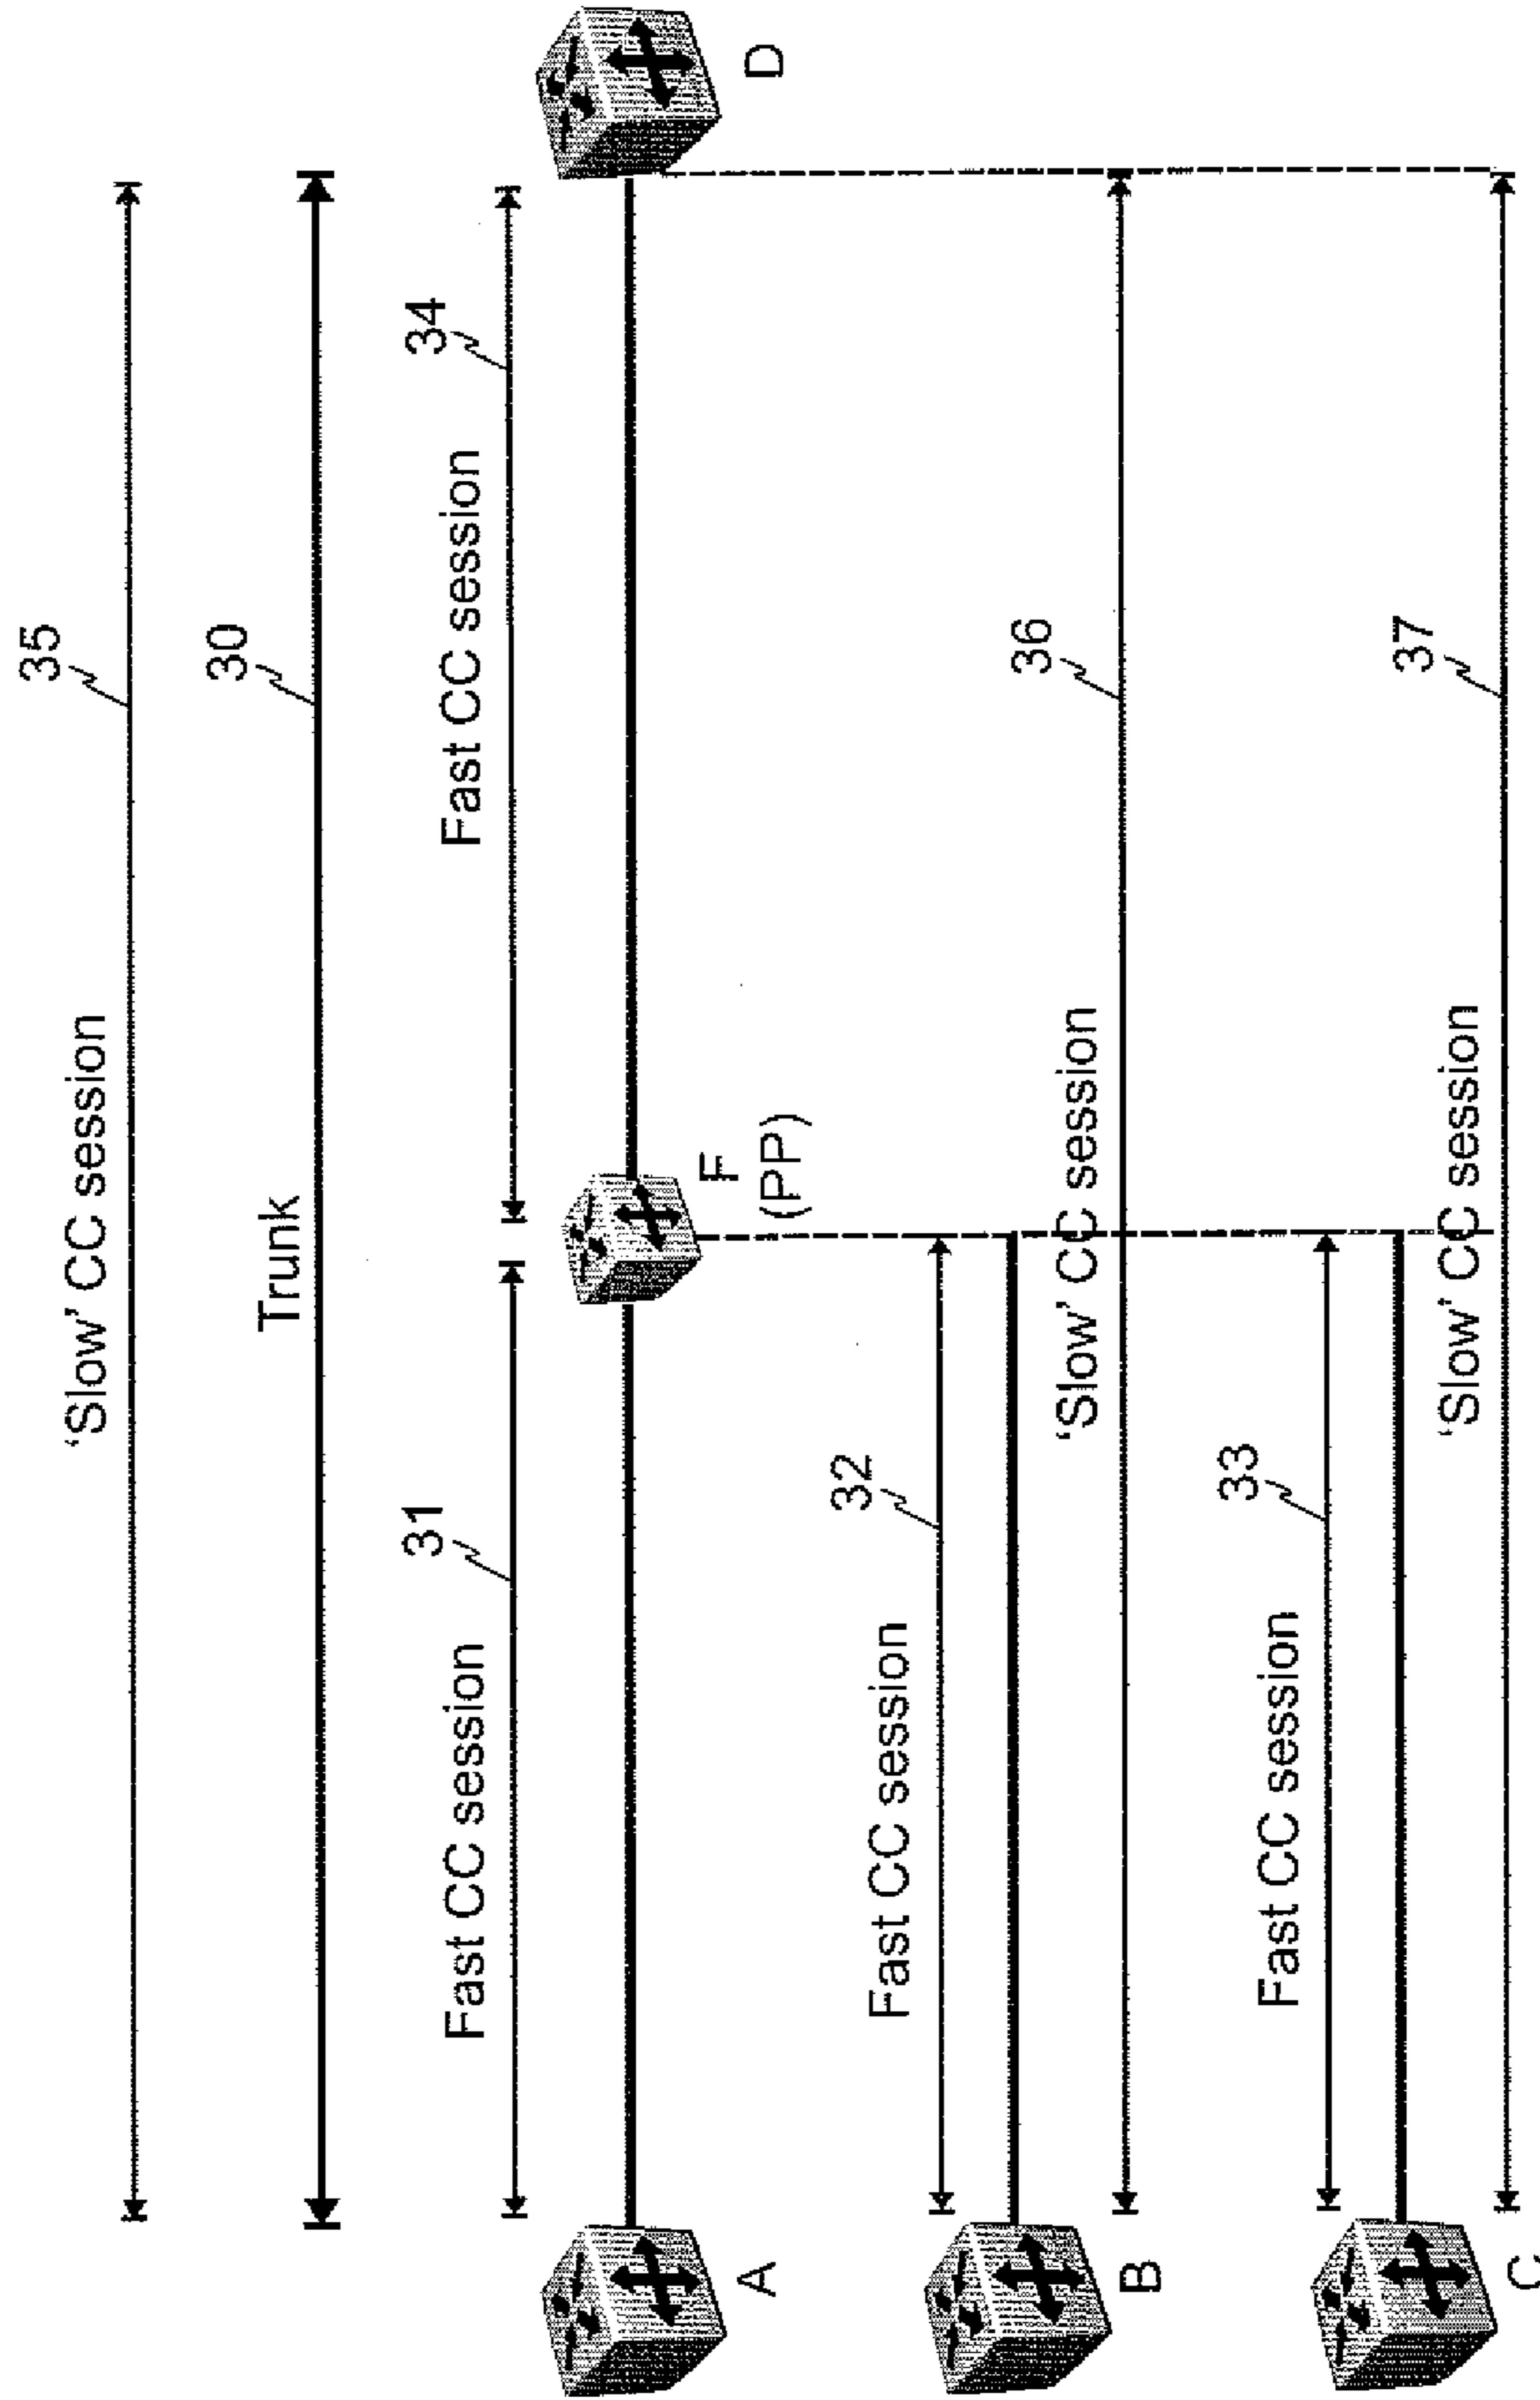 35
'Slow' CC session
30
Trunk
31
34
Fast CC session
Fast CC session
A
F
(PP)
D
32
Fast CC session
'Slow' CC session
36
B
33
Fast CC session
'Slow' CC session
37
C